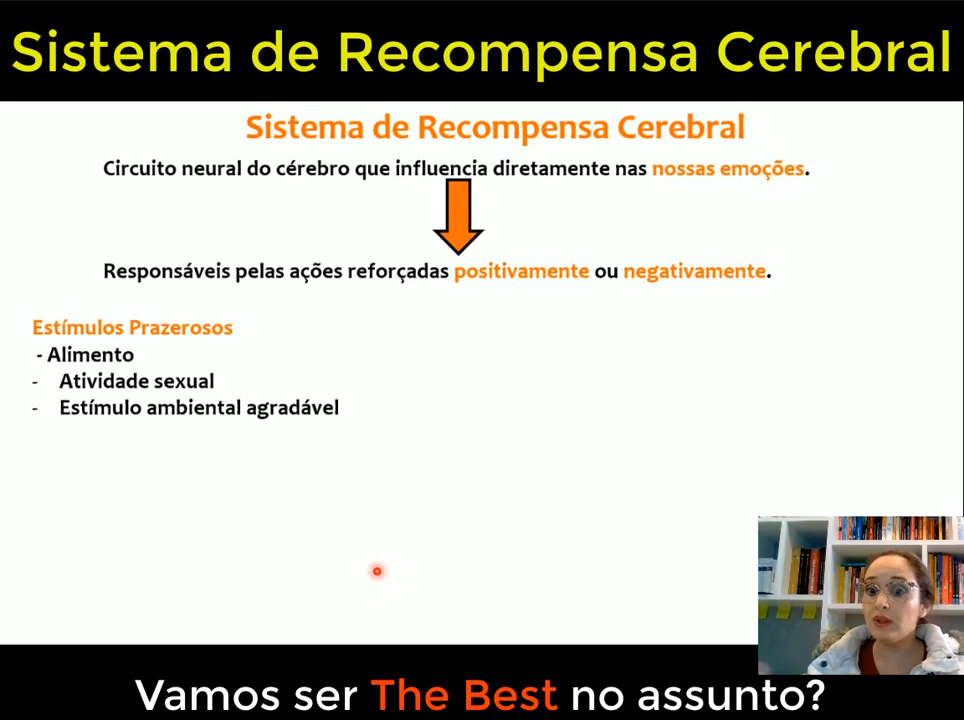 Sistema de Recompensa Cerebral
Sistema de Recompensa Cerebral
Circuito neural do cérebro que influencia diretamente nas nossas emoções.
Responsáveis pelas ações reforçadas positivamente ou negativamente.
Estímulos Prazerosos
- Alimento
- Atividade sexual
- Estímulo ambiental agradável
Vamos ser The Best no assunto?